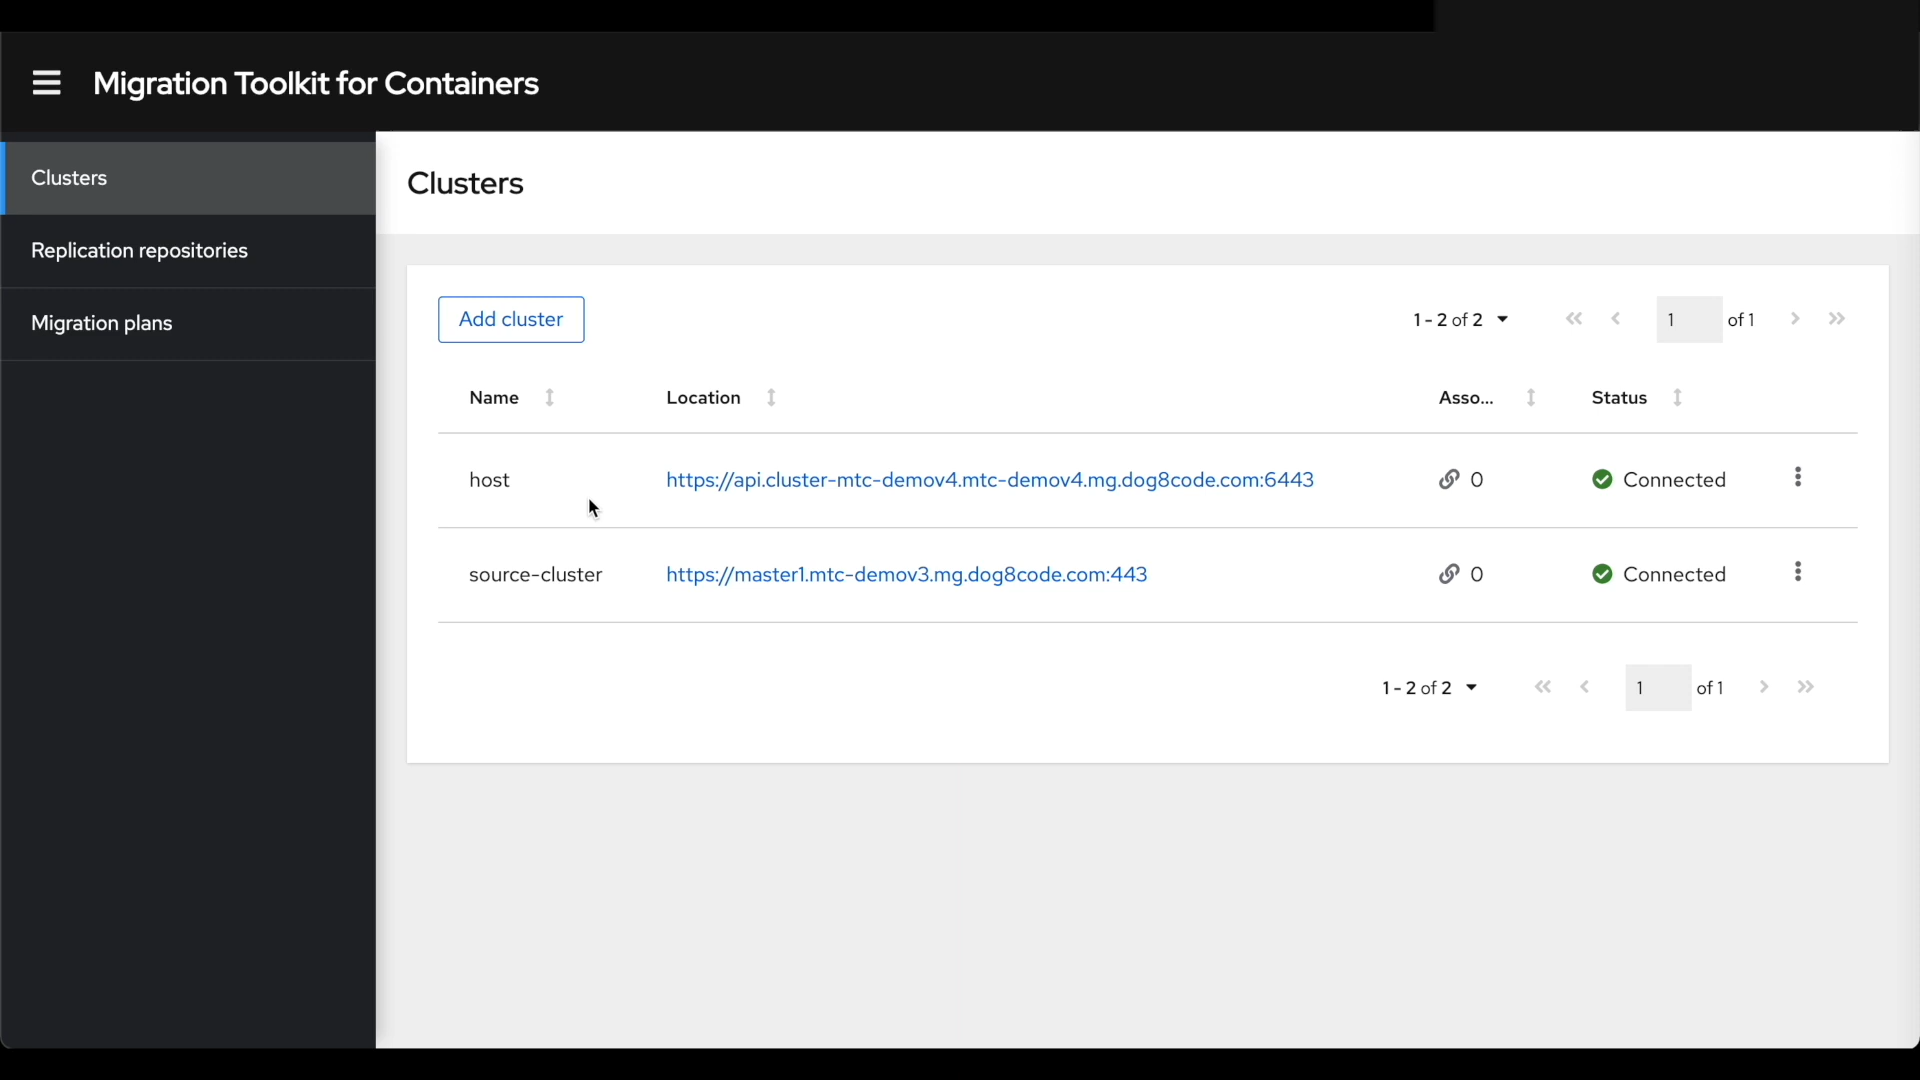 Migration Toolkit for Containers
Clusters
Replication repositories
Migration plans
Clusters
Add cluster
1 - 2 of 2
1 of 1
Name Location Asso... Status
host https://api.cluster-mtc-demov4.mtc-demov4.mg.dog8code.com:6443 0 Connected
source-cluster https://master1.mtc-demov3.mg.dog8code.com:443 0 Connected
1 - 2 of 2
1 of 1